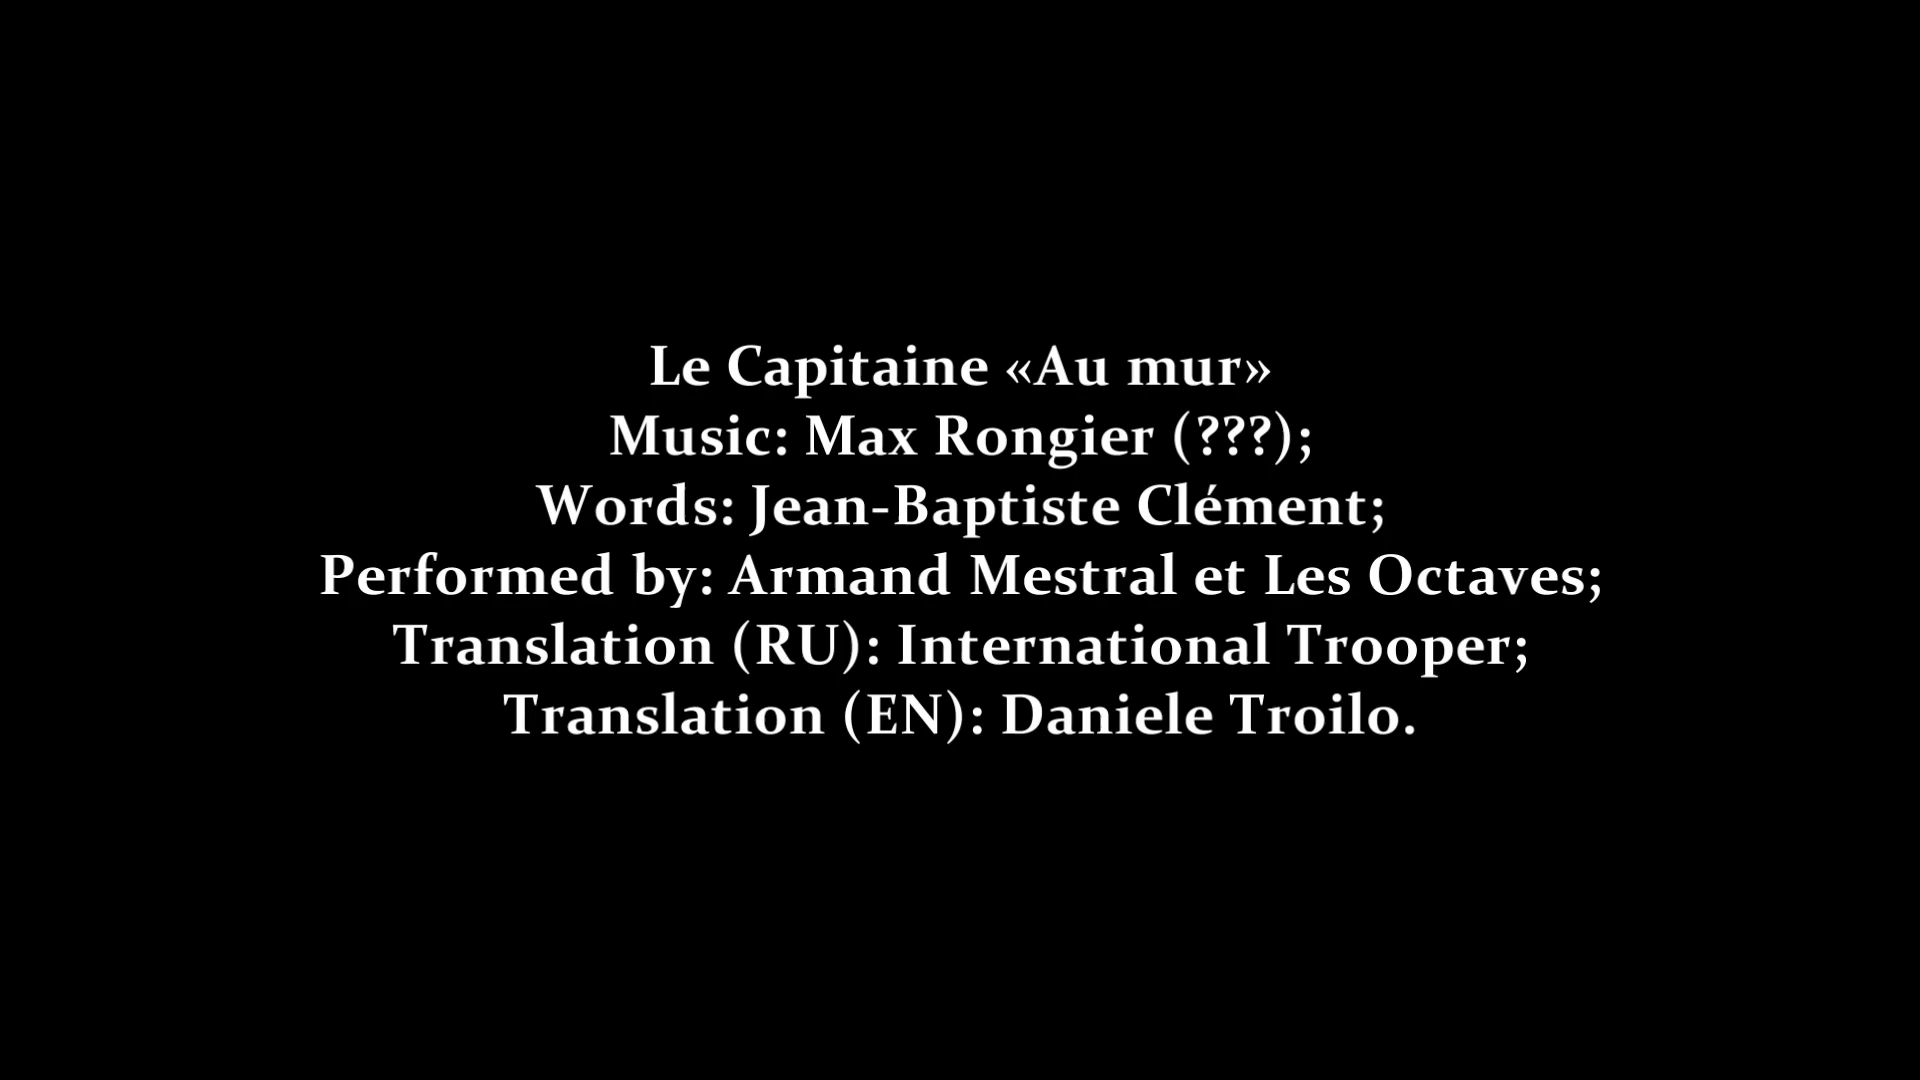 Le Capitaine «Au mur»
Music: Max Rongier (???);
Words: Jean-Baptiste Clément;
Performed by: Armand Mestral et Les Octaves;
Translation (RU): International Trooper;
Translation (EN): Daniele Troilo.